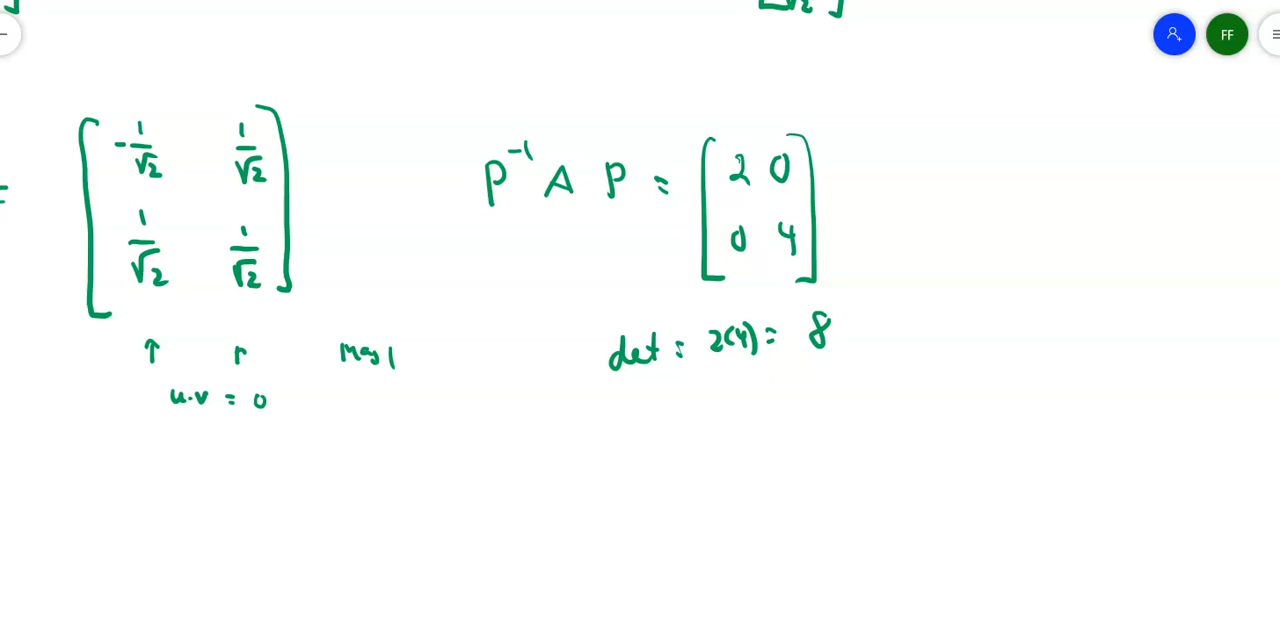 = [ -1/√2 1/√2
1/√2 1/√2 ]
P⁻¹ A P = [ 2 0
0 4 ]
↑ ↑ mag 1
u.v = 0
det = 2(4) = 8
FF